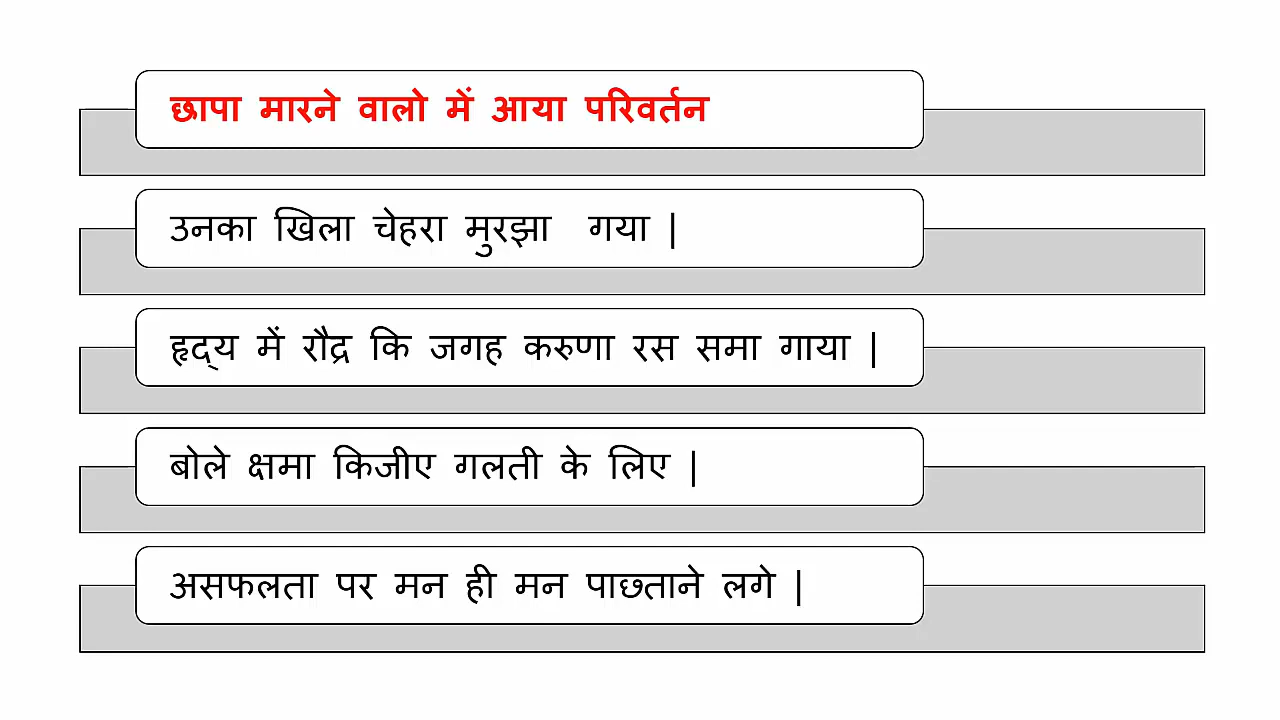 छापा मारने वालो में आया परिवर्तन
उनका खिला चेहरा मुरझा गया |
हृद्‌य में रौद्र कि जगह करुणा रस समा गाया |
बोले क्षमा किजीए गलती के लिए |
असफलता पर मन ही मन पाछताने लगे |